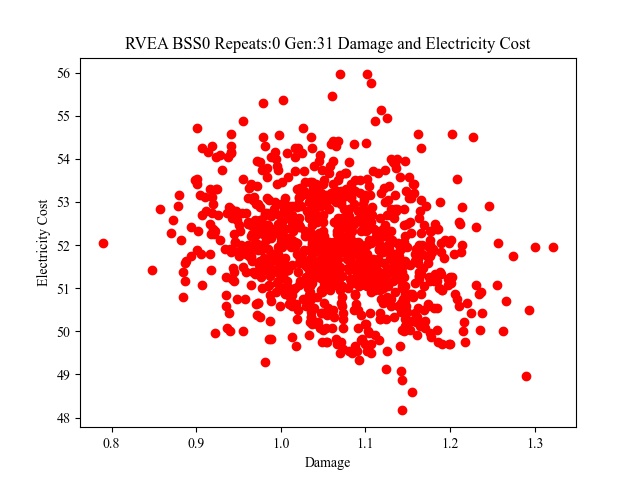 RVEA BSS0 Repeats:0 Gen:31 Damage and Electricity Cost
56
55
54
53
52
51
50
49
48
Electricity Cost
0.8 0.9 1.0 1.1 1.2 1.3
Damage